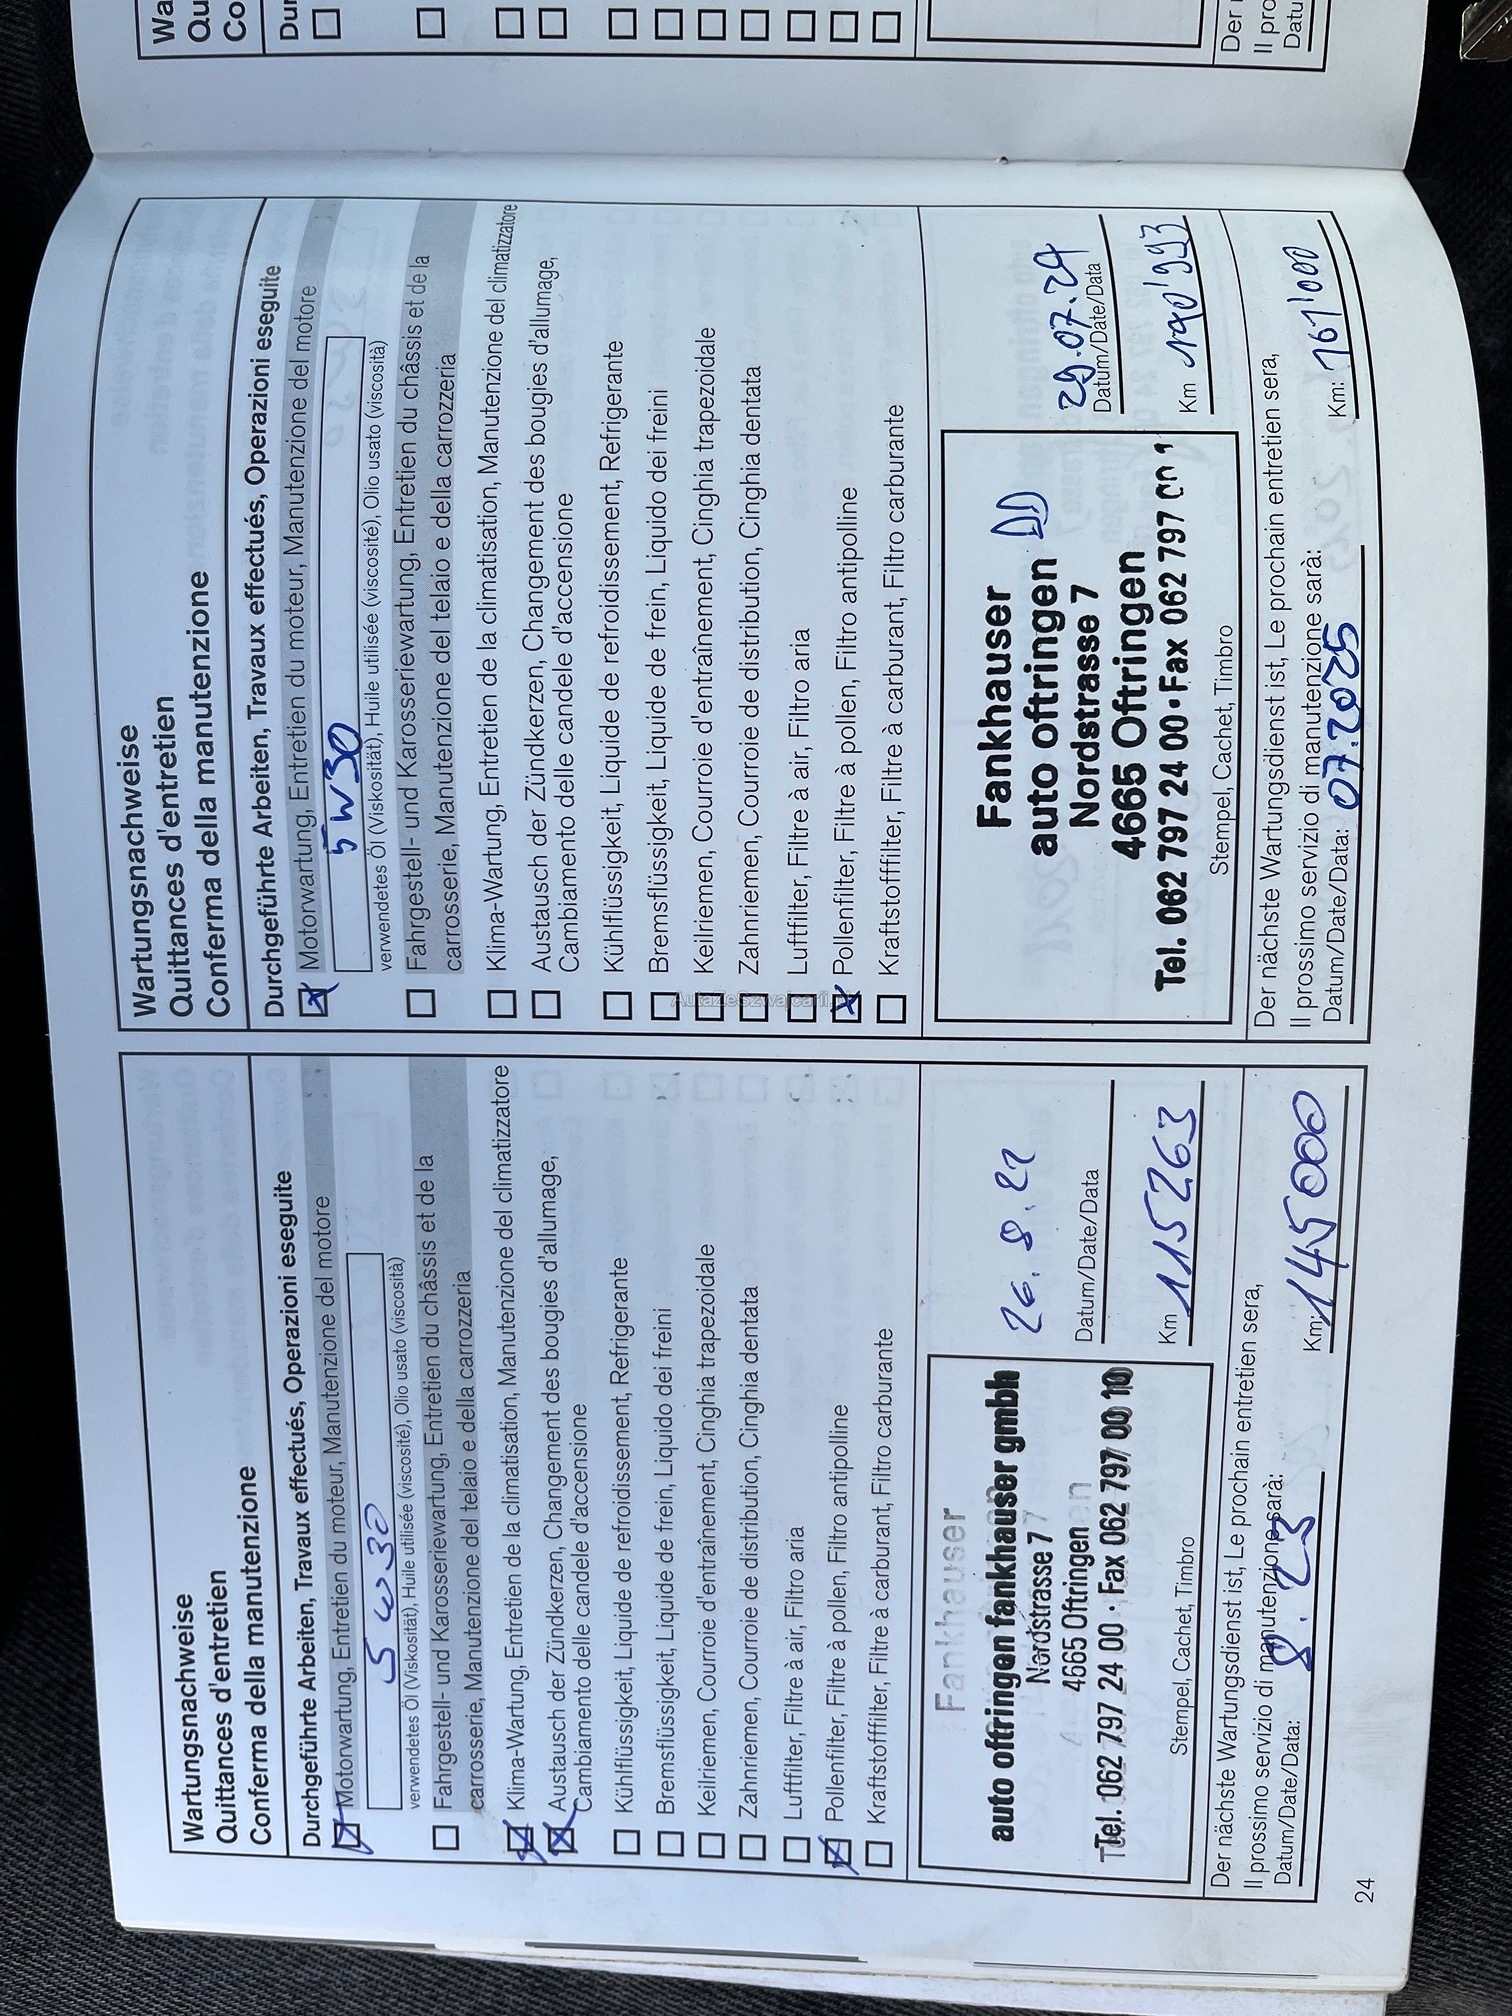 Wartungsnachweise
Quittances d'entretien
Conferma della manutenzione
Durchgeführte Arbeiten, Travaux effectués, Operazioni eseguite
Motorwartung, Entretien du moteur, Manutenzione del motore
5W30
verwendetes Öl (Viskosität), Huile utilisée (viscosité), Olio usato (viscosità)
Fahrgestell- und Karosseriewartung, Entretien du châssis et de la
carrosserie, Manutenzione del telaio e della carrozzeria
Klima-Wartung, Entretien de la climatisation, Manutenzione del climatizzatore
Austausch der Zündkerzen, Changement des bougies d'allumage,
Cambiamento delle candele d'accensione
Kühlflüssigkeit, Liquide de refroidissement, Refrigerante
Bremsflüssigkeit, Liquide de frein, Liquido dei freini
Keilriemen, Courroie d'entraînement, Cinghia trapezoidale
Zahnriemen, Courroie de distribution, Cinghia dentata
Luftfilter, Filtre à air, Filtro aria
Pollenfilter, Filtre à pollen, Filtro antipolline
Kraftstofffilter, Filtre à carburant, Filtro carburante
Fankhauser
auto oftringen fankhauser gmbh
Nordstrasse 7
4665 Oftringen
Tel. 062 797 24 00 · Fax 062 797 00 10
Stempel, Cachet, Timbro
26.8.22
Datum/Date/Data
Km 115263
Der nächste Wartungsdienst ist, Le prochain entretien sera,
Il prossimo servizio di manutenzione sarà:
Datum/Date/Data: 8.23 Km: 145000
24
Wartungsnachweise
Quittances d'entretien
Conferma della manutenzione
Durchgeführte Arbeiten, Travaux effectués, Operazioni eseguite
Motorwartung, Entretien du moteur, Manutenzione del motore
5W30
verwendetes Öl (Viskosität), Huile utilisée (viscosité), Olio usato (viscosità)
Fahrgestell- und Karosseriewartung, Entretien du châssis et de la
carrosserie, Manutenzione del telaio e della carrozzeria
Klima-Wartung, Entretien de la climatisation, Manutenzione del climatizzatore
Austausch der Zündkerzen, Changement des bougies d'allumage,
Cambiamento delle candele d'accensione
Kühlflüssigkeit, Liquide de refroidissement, Refrigerante
Bremsflüssigkeit, Liquide de frein, Liquido dei freini
Keilriemen, Courroie d'entraînement, Cinghia trapezoidale
Zahnriemen, Courroie de distribution, Cinghia dentata
Luftfilter, Filtre à air, Filtro aria
Pollenfilter, Filtre à pollen, Filtro antipolline
Kraftstofffilter, Filtre à carburant, Filtro carburante
Fankhauser
auto oftringen
Nordstrasse 7
4665 Oftringen
Tel. 062 797 24 00 · Fax 062 797
Stempel, Cachet, Timbro
29.07.24
Datum/Date/Data
Km 140'993
Der nächste Wartungsdienst ist, Le prochain entretien sera,
Il prossimo servizio di manutenzione sarà:
Datum/Date/Data: 07.2025 Km: 161'000
Wa
Qu
Co
Dur
Der
Il pro
Datu